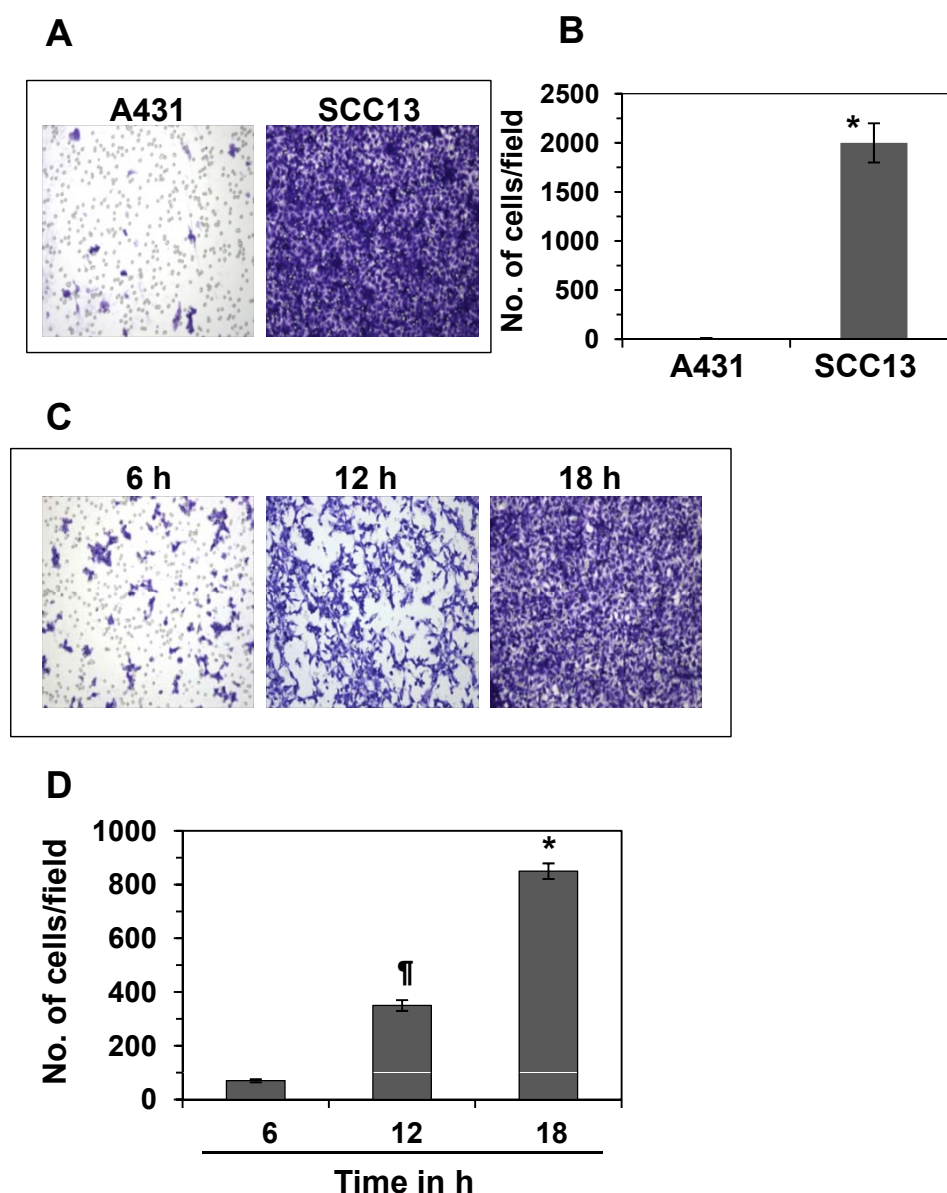 A
A431 SCC13
B
No. of cells/field
2500
2000
1500
1000
500
0
*
A431 SCC13
C
6 h 12 h 18 h
D
No. of cells/field
1000
800
600
400
200
0
¶
*
6 12 18
Time in h